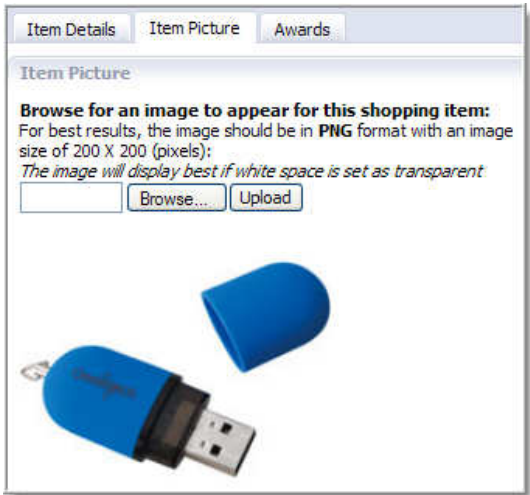 Item Details Item Picture Awards
Item Picture
Browse for an image to appear for this shopping item:
For best results, the image should be in PNG format with an image
size of 200 X 200 (pixels):
The image will display best if white space is set as transparent
Browse... Upload